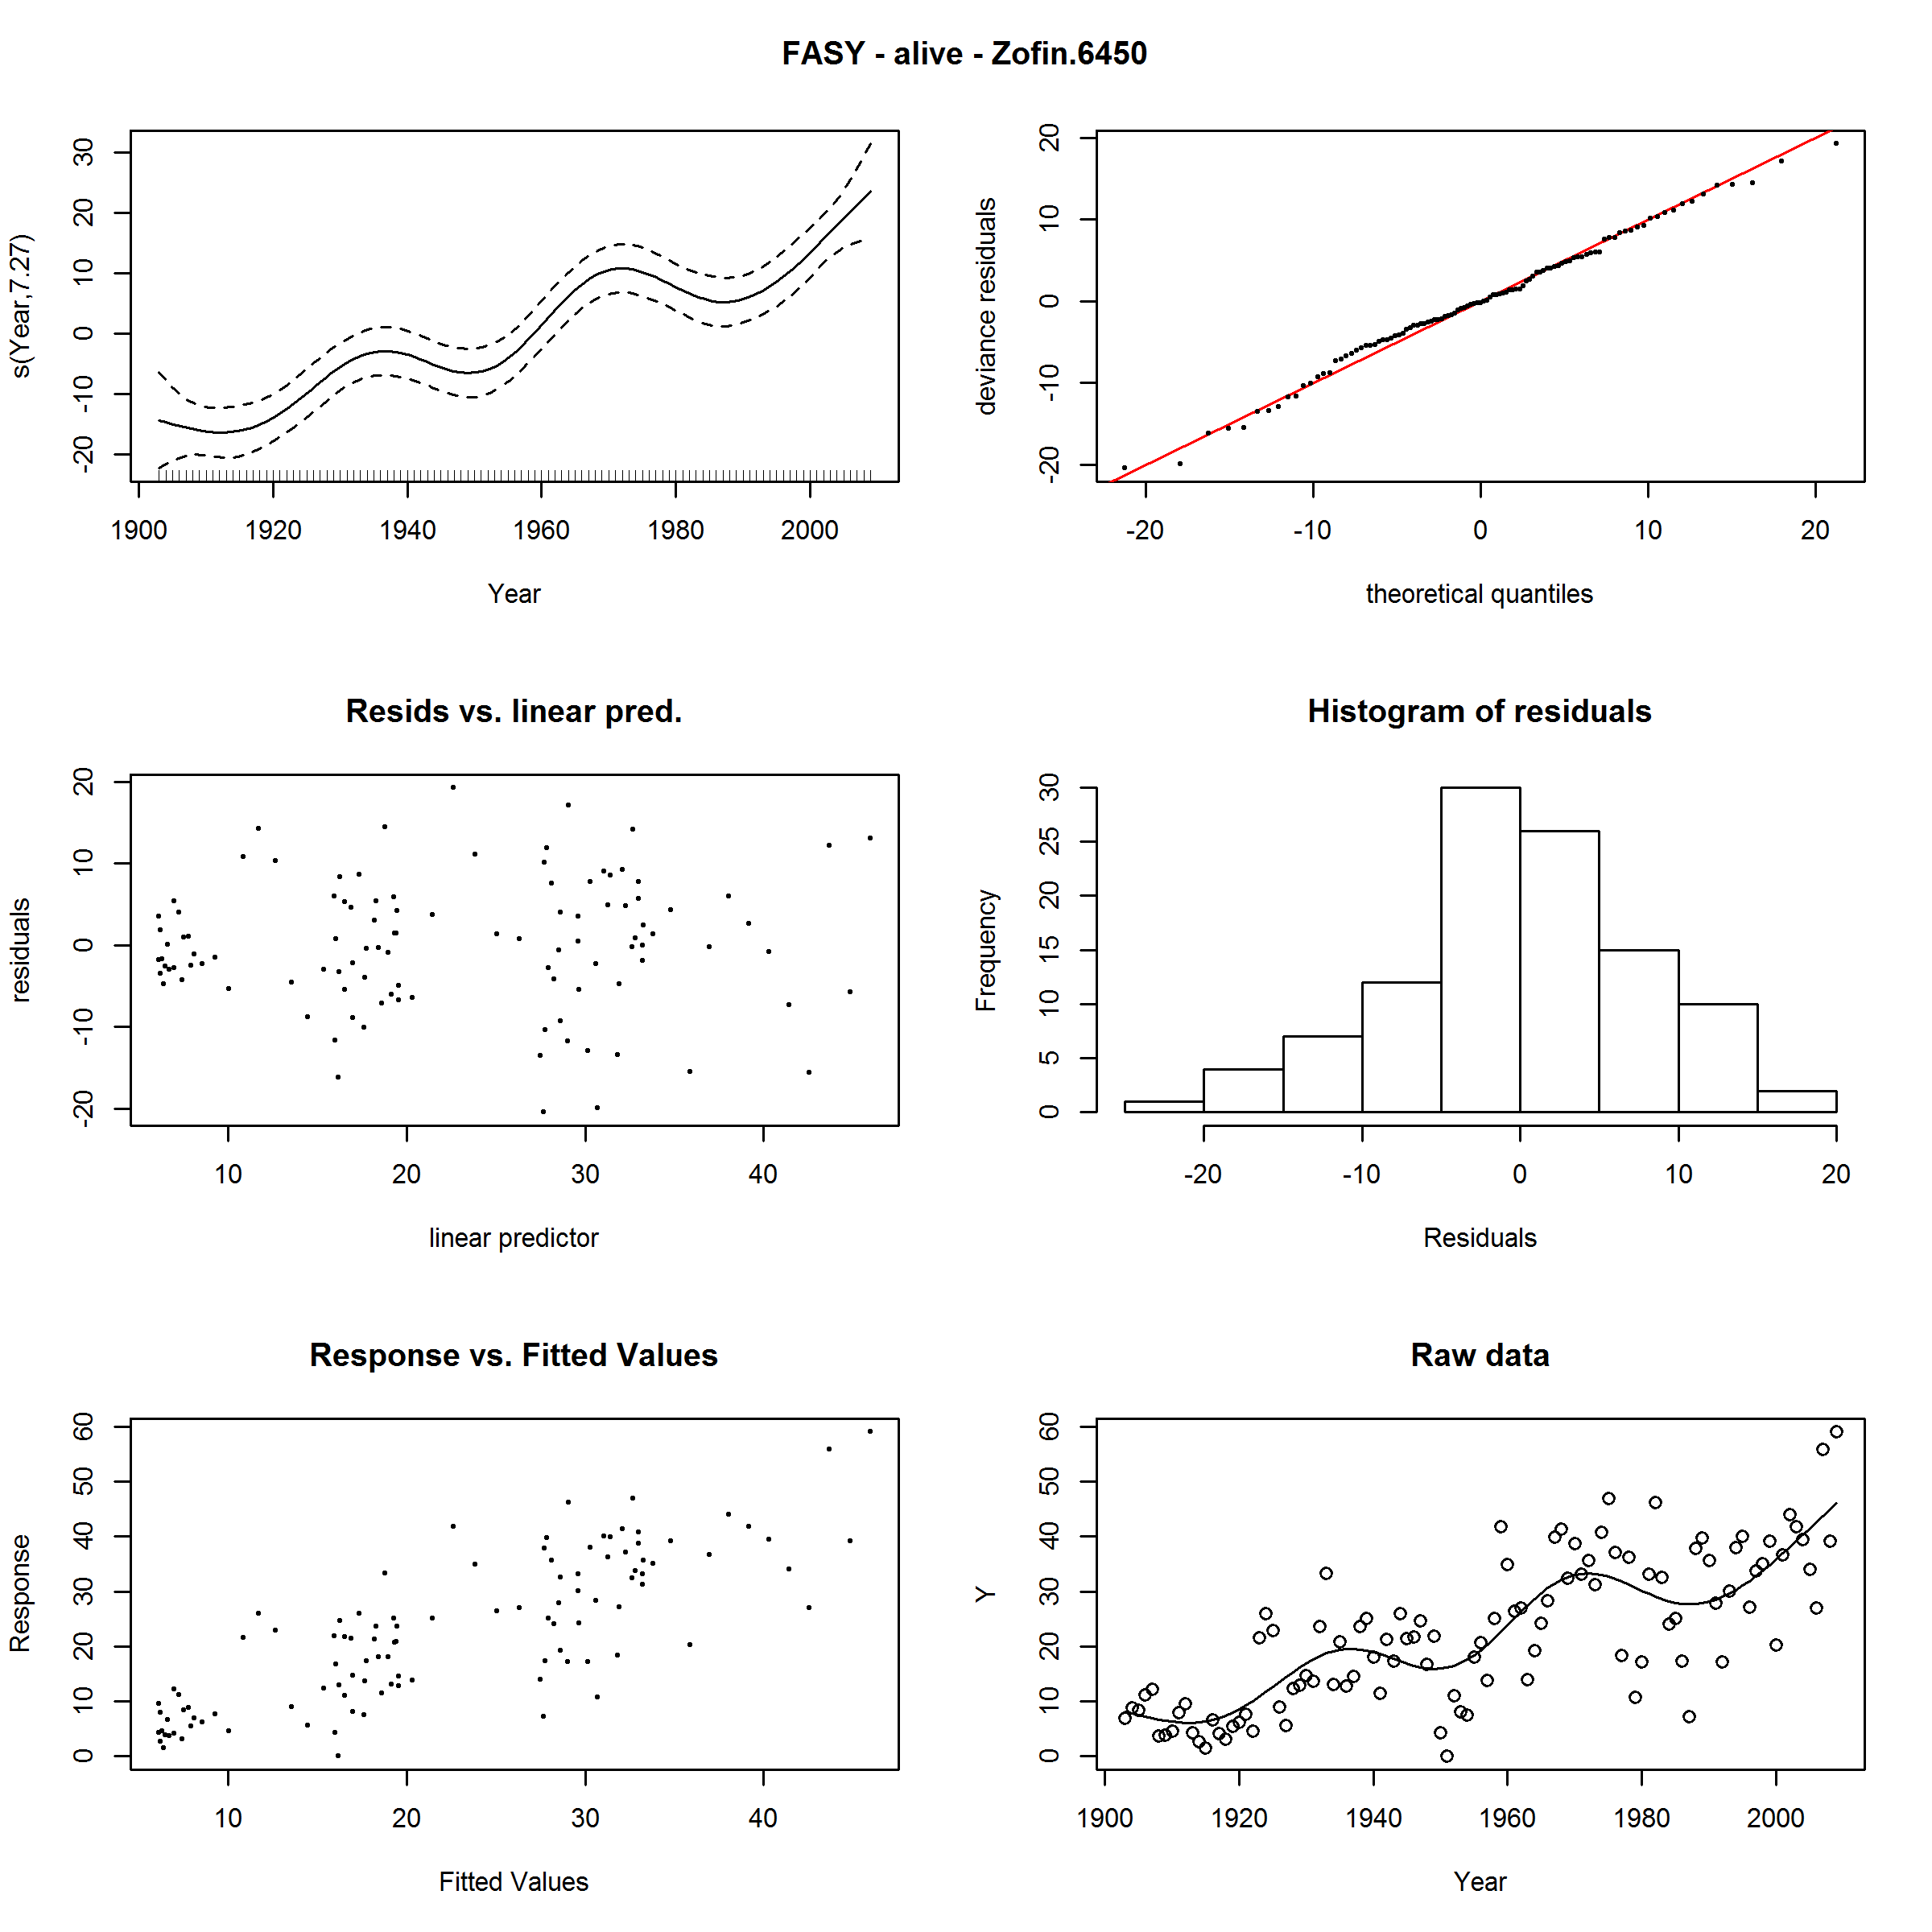 FASY - alive - Zofin.6450
s(Year,7.27)
30
20
10
0
-10
-20
1900 1920 1940 1960 1980 2000
Year
deviance residuals
20
10
0
-10
-20
-20 -10 0 10 20
theoretical quantiles
Resids vs. linear pred.
residuals
20
10
0
-10
-20
10 20 30 40
linear predictor
Histogram of residuals
Frequency
30
25
20
15
10
5
0
-20 -10 0 10 20
Residuals
Response vs. Fitted Values
Response
60
50
40
30
20
10
0
10 20 30 40
Fitted Values
Raw data
Y
60
50
40
30
20
10
0
1900 1920 1940 1960 1980 2000
Year